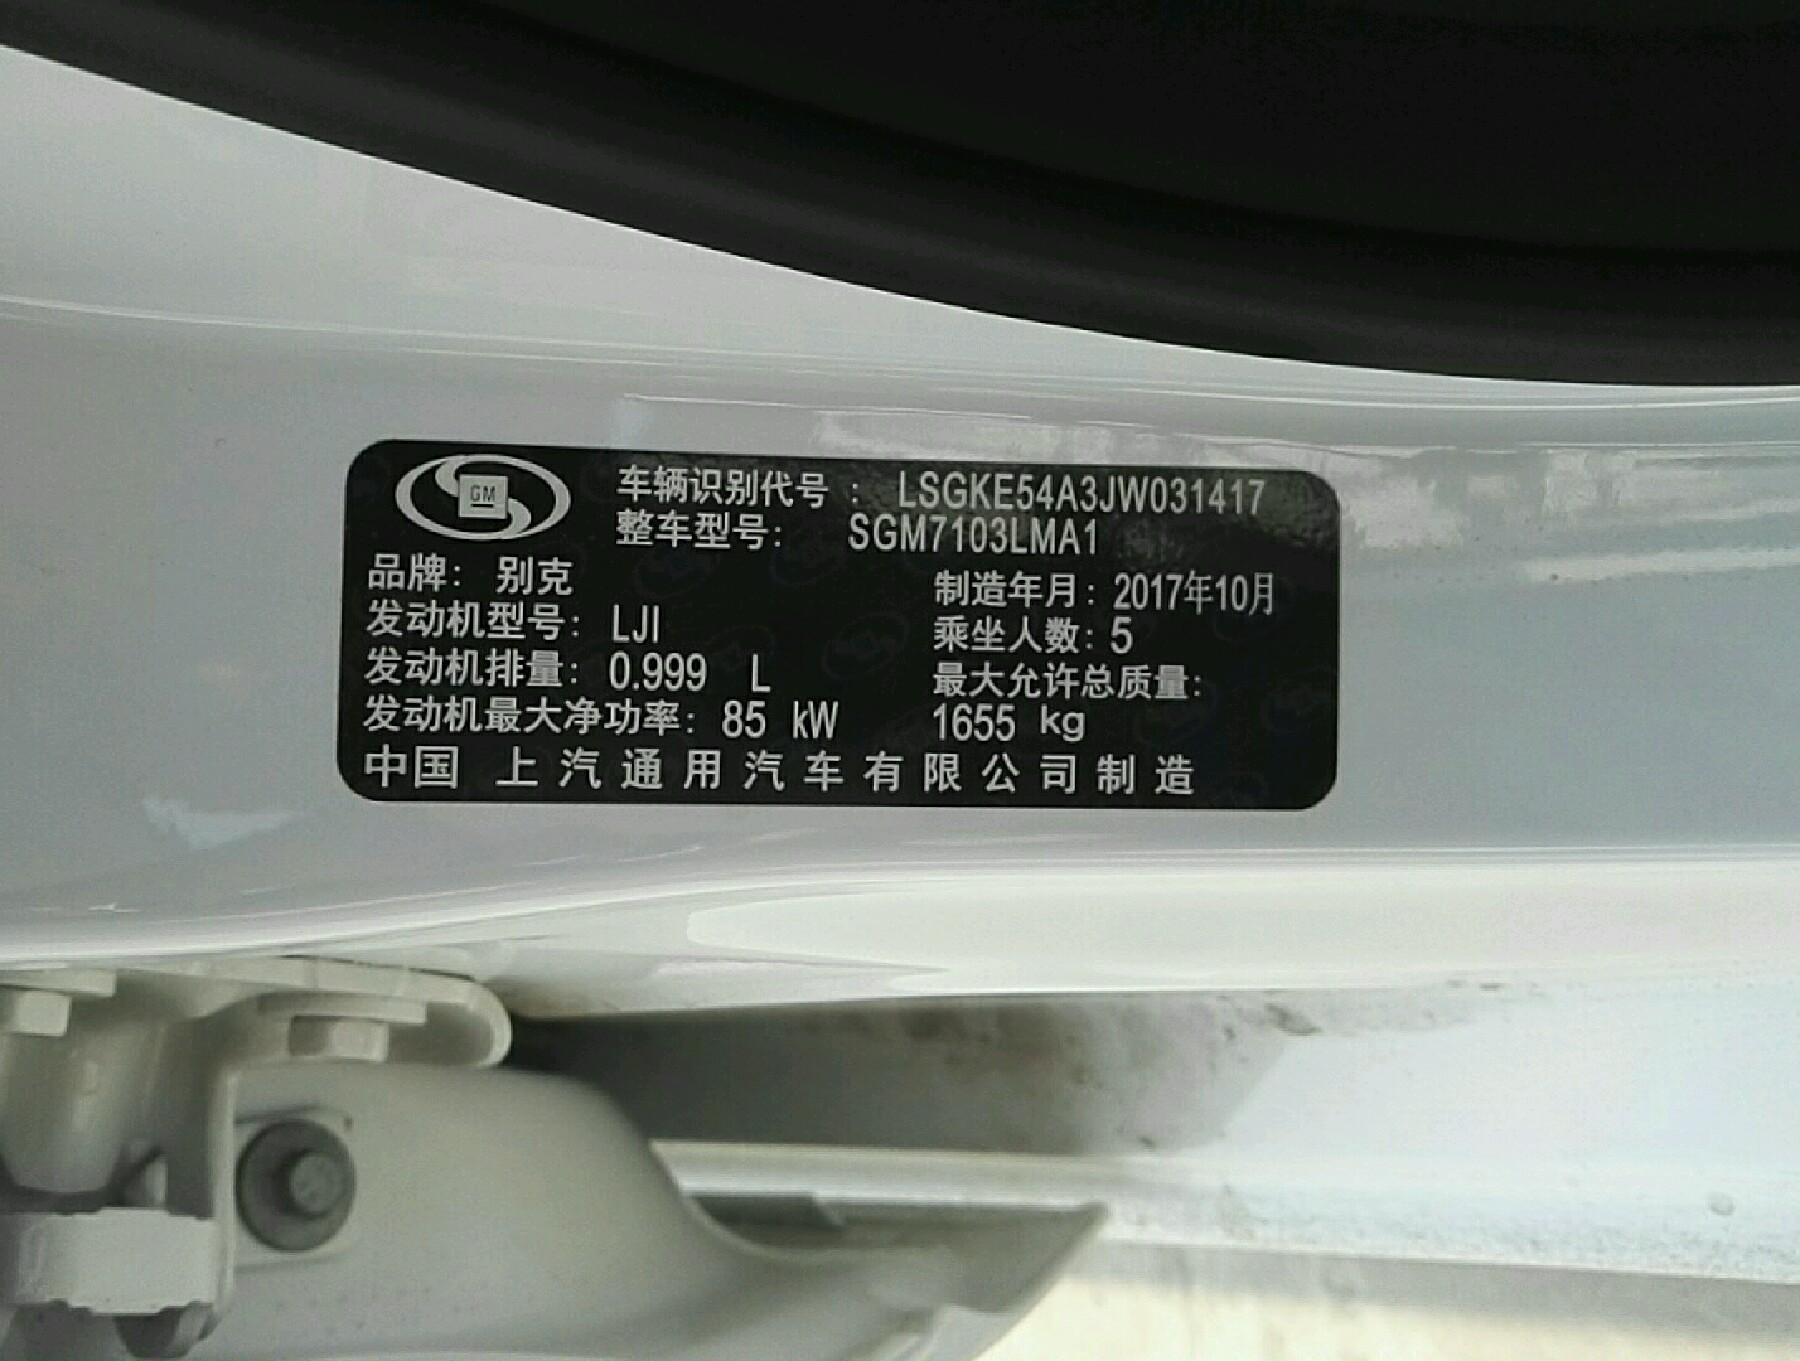 GM
车辆识别代号： LSGKE54A3JW031417
整车型号： SGM7103LMA1
品牌： 别克
制造年月：2017年10月
发动机型号： LJI
乘坐人数：5
发动机排量： 0.999 L
最大允许总质量：
发动机最大净功率： 85 kW
1655 kg
中国 上汽通用汽车有限公司制造